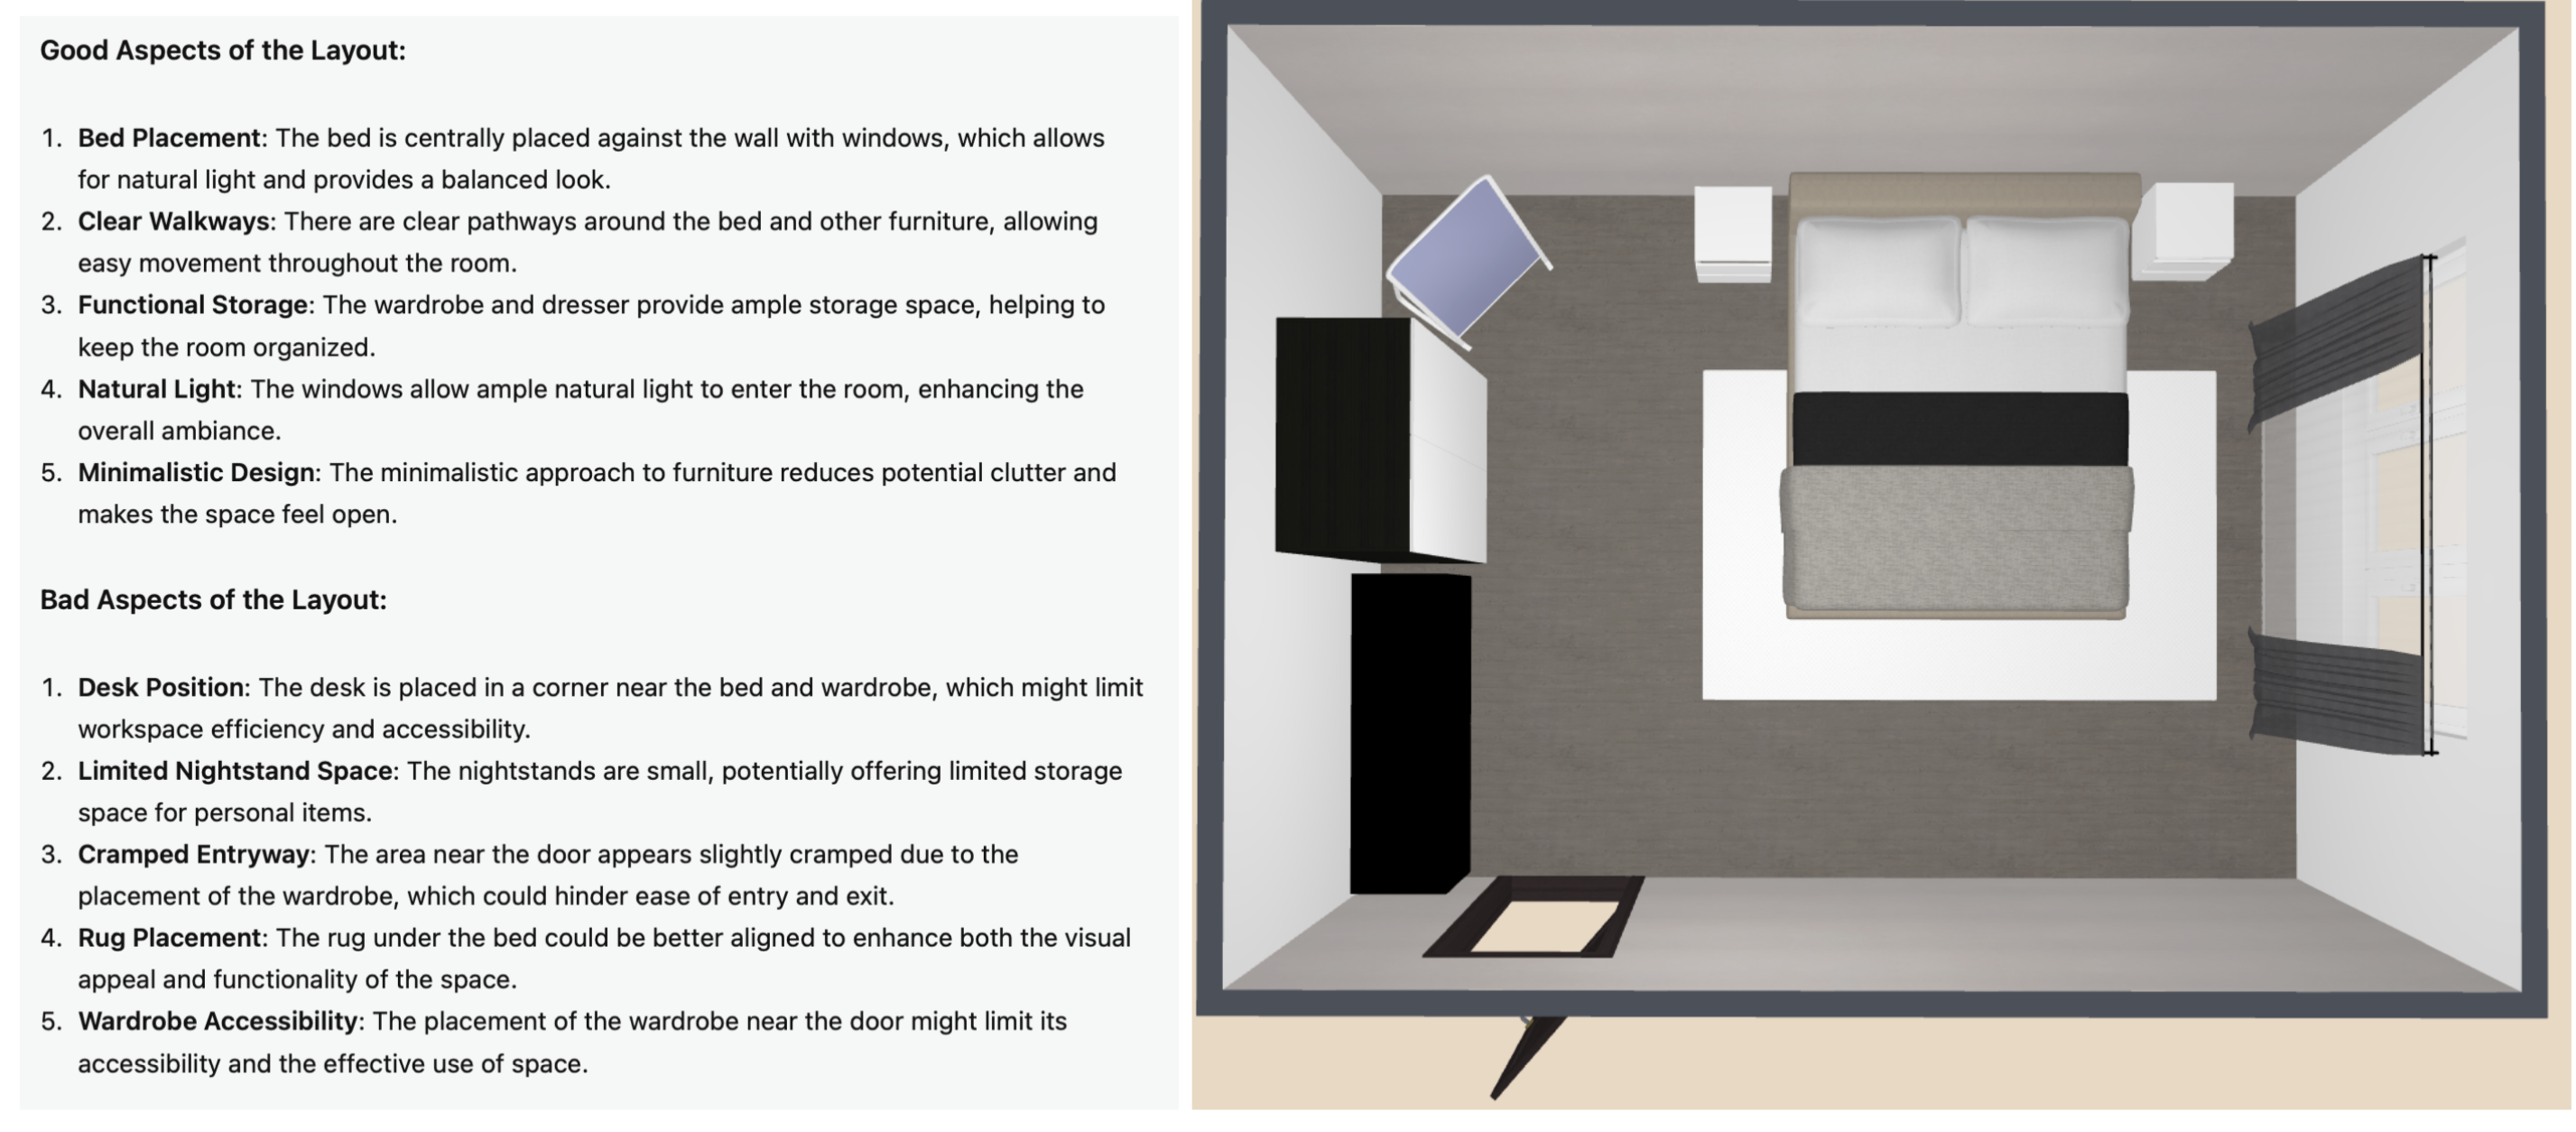 Good Aspects of the Layout:
1. Bed Placement: The bed is centrally placed against the wall with windows, which allows
for natural light and provides a balanced look.
2. Clear Walkways: There are clear pathways around the bed and other furniture, allowing
easy movement throughout the room.
3. Functional Storage: The wardrobe and dresser provide ample storage space, helping to
keep the room organized.
4. Natural Light: The windows allow ample natural light to enter the room, enhancing the
overall ambiance.
5. Minimalistic Design: The minimalistic approach to furniture reduces potential clutter and
makes the space feel open.
Bad Aspects of the Layout:
1. Desk Position: The desk is placed in a corner near the bed and wardrobe, which might limit
workspace efficiency and accessibility.
2. Limited Nightstand Space: The nightstands are small, potentially offering limited storage
space for personal items.
3. Cramped Entryway: The area near the door appears slightly cramped due to the
placement of the wardrobe, which could hinder ease of entry and exit.
4. Rug Placement: The rug under the bed could be better aligned to enhance both the visual
appeal and functionality of the space.
5. Wardrobe Accessibility: The placement of the wardrobe near the door might limit its
accessibility and the effective use of space.